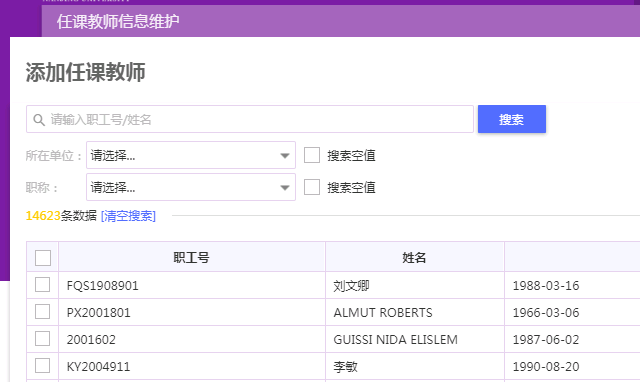 任课教师信息维护
添加任课教师
请输入职工号/姓名 搜索
所在单位： 请选择... 搜索空值
职称： 请选择... 搜索空值
14623条数据 [清空搜索]
职工号 姓名
FQS1908901 刘文卿 1988-03-16
PX2001801 ALMUT ROBERTS 1966-03-06
2001602 GUISSI NIDA ELISLEM 1987-06-02
KY2004911 李敏 1990-08-20